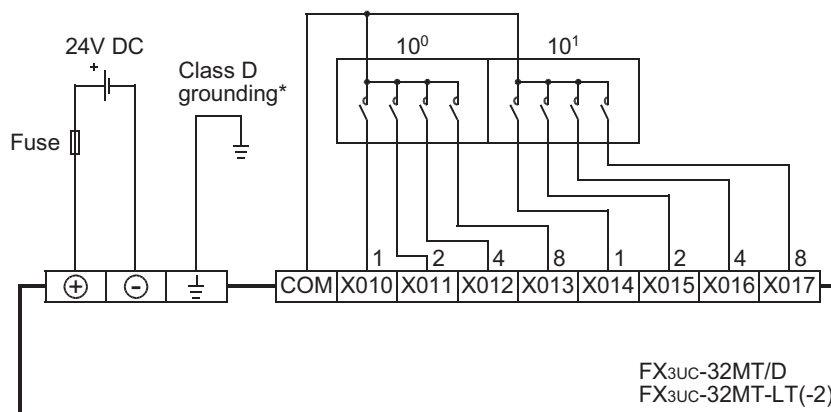 24V DC
+
Fuse
Class D
grounding*
10⁰ 10¹
1 2 4 8 1 2 4 8
+ - COM X010 X011 X012 X013 X014 X015 X016 X017
FX3UC-32MT/D
FX3UC-32MT-LT(-2)